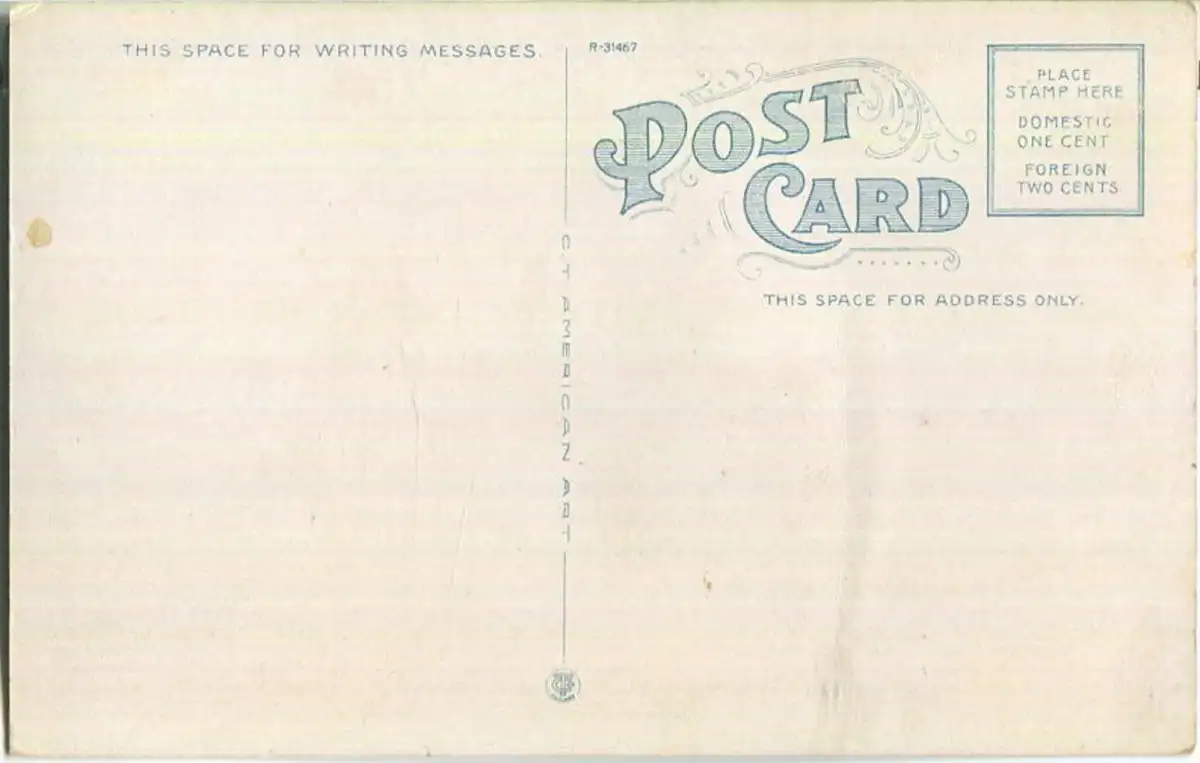 THIS SPACE FOR WRITING MESSAGES.
R-31467
POST
CARD
PLACE
STAMP HERE
DOMESTIC
ONE CENT
FOREIGN
TWO CENTS
THIS SPACE FOR ADDRESS ONLY.
C.T. AMERICAN ART